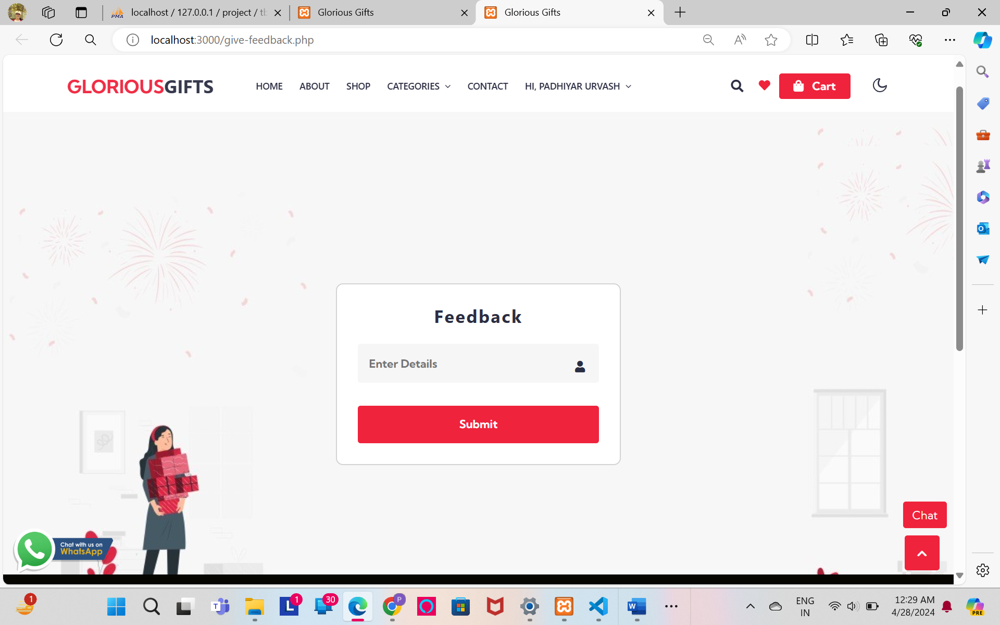 localhost / 127.0.0.1 / project / tb
Glorious Gifts
Glorious Gifts
localhost:3000/give-feedback.php
GLORIOUSGIFTS
HOME
ABOUT
SHOP
CATEGORIES
CONTACT
HI, PADHIYAR URVASH
Cart
Feedback
Enter Details
Submit
Chat with us on
WhatsApp
Chat
1
T
L
1
30
P
W
ENG
IN
12:29 AM
4/28/2024
PRE